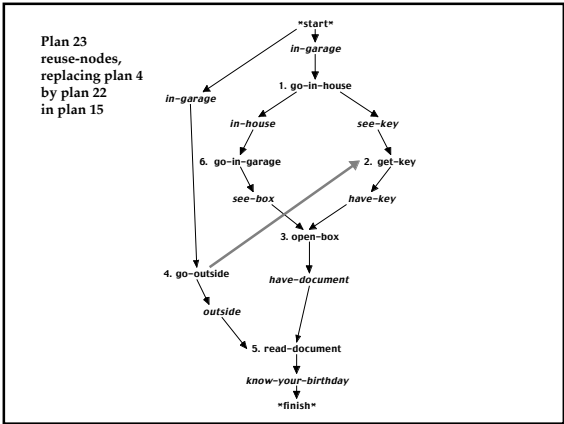 Plan 23
reuse-nodes,
replacing plan 4
by plan 22
in plan 15
*start*
in-garage
1. go-in-house
in-garage
in-house
see-key
6. go-in-garage
2. get-key
see-box
have-key
3. open-box
4. go-outside
have-document
outside
5. read-document
know-your-birthday
*finish*